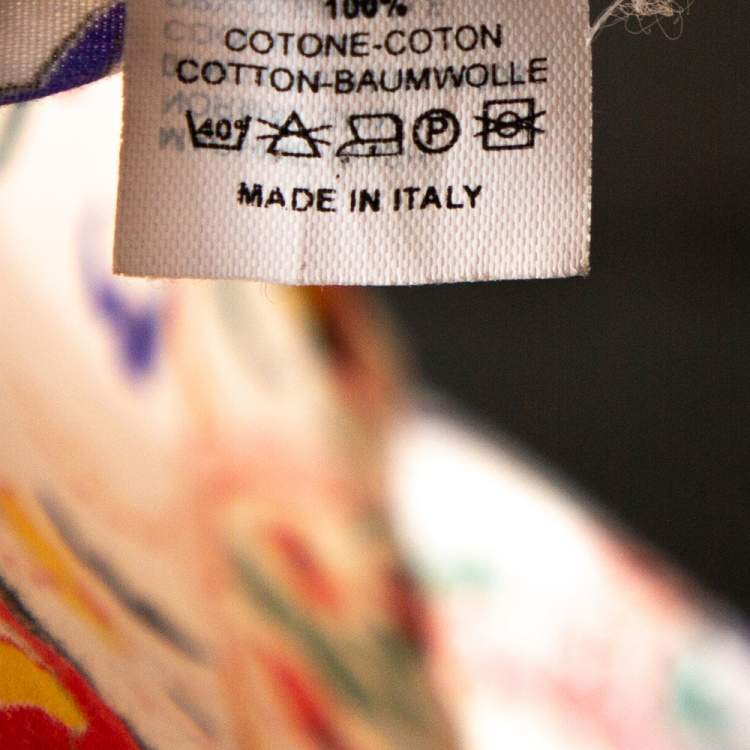 100%
COTONE-COTON
COTTON-BAUMWOLLE
40° P
MADE IN ITALY